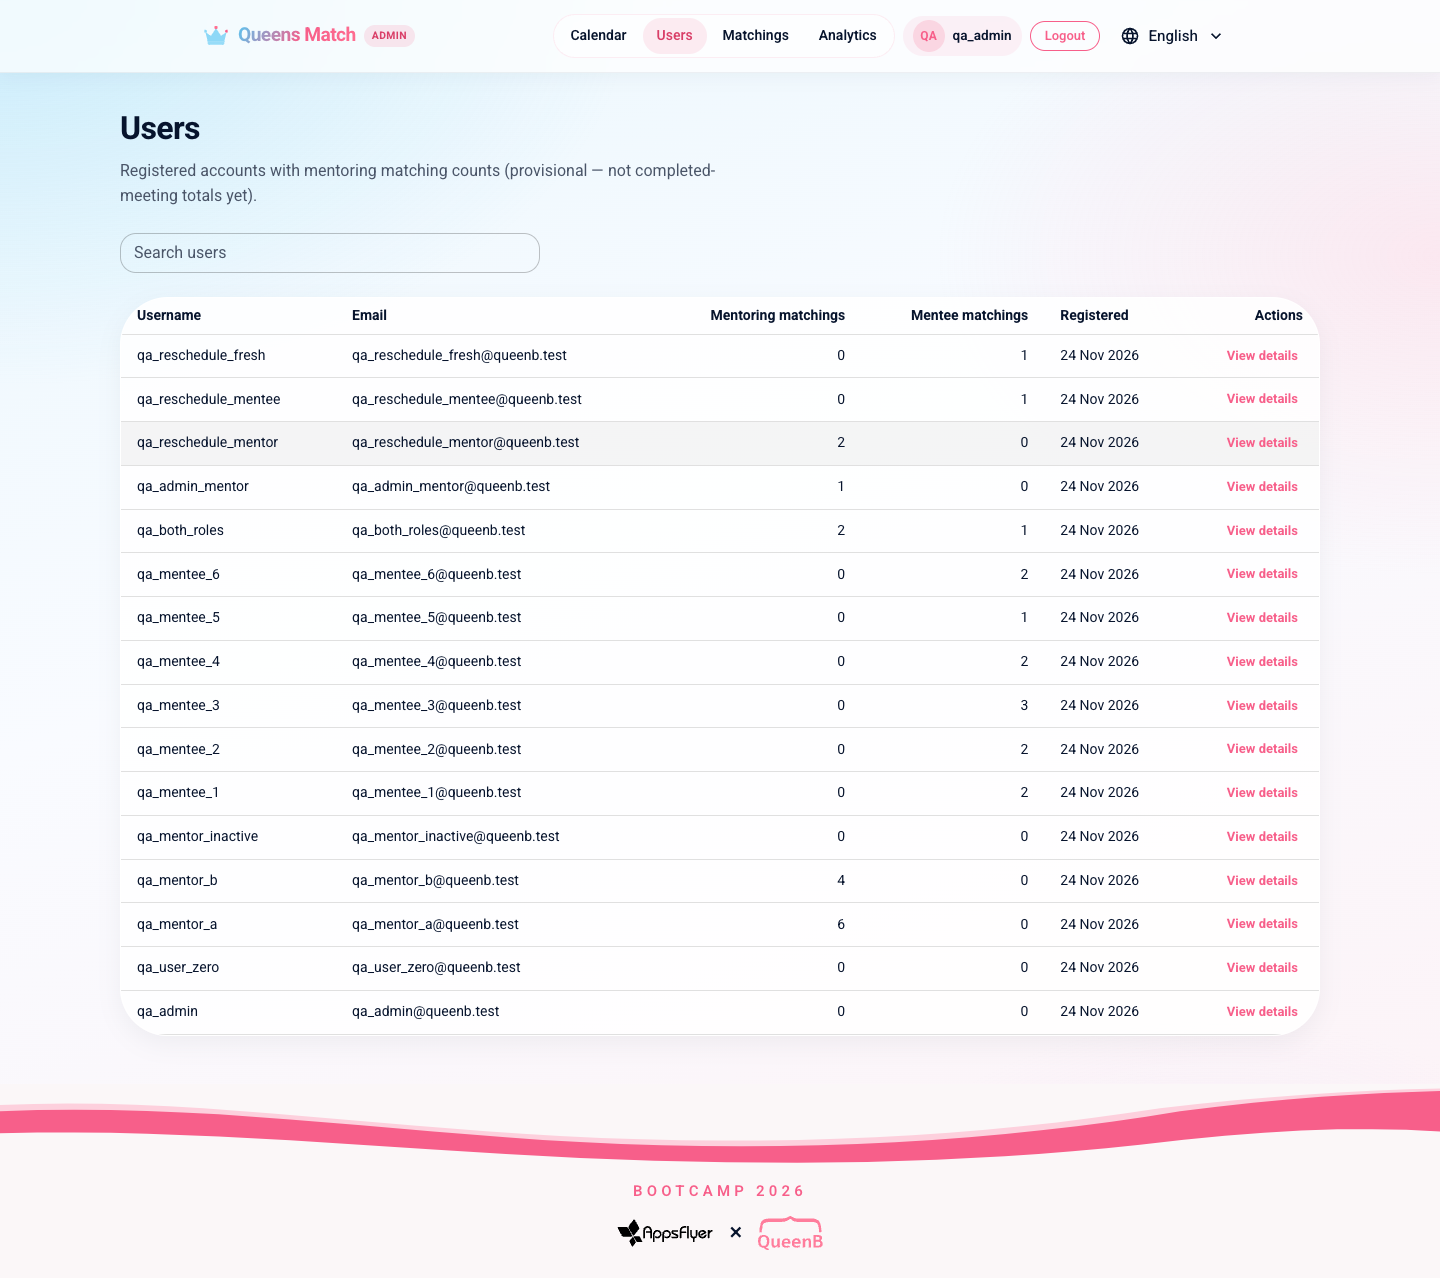 Queens Match ADMIN Calendar Users Matchings Analytics QA qa_admin Logout English
Users
Registered accounts with mentoring matching counts (provisional — not completed-
meeting totals yet).
Search users
Username Email Mentoring matchings Mentee matchings Registered Actions
qa_reschedule_fresh qa_reschedule_fresh@queenb.test 0 1 24 Nov 2026 View details
qa_reschedule_mentee qa_reschedule_mentee@queenb.test 0 1 24 Nov 2026 View details
qa_reschedule_mentor qa_reschedule_mentor@queenb.test 2 0 24 Nov 2026 View details
qa_admin_mentor qa_admin_mentor@queenb.test 1 0 24 Nov 2026 View details
qa_both_roles qa_both_roles@queenb.test 2 1 24 Nov 2026 View details
qa_mentee_6 qa_mentee_6@queenb.test 0 2 24 Nov 2026 View details
qa_mentee_5 qa_mentee_5@queenb.test 0 1 24 Nov 2026 View details
qa_mentee_4 qa_mentee_4@queenb.test 0 2 24 Nov 2026 View details
qa_mentee_3 qa_mentee_3@queenb.test 0 3 24 Nov 2026 View details
qa_mentee_2 qa_mentee_2@queenb.test 0 2 24 Nov 2026 View details
qa_mentee_1 qa_mentee_1@queenb.test 0 2 24 Nov 2026 View details
qa_mentor_inactive qa_mentor_inactive@queenb.test 0 0 24 Nov 2026 View details
qa_mentor_b qa_mentor_b@queenb.test 4 0 24 Nov 2026 View details
qa_mentor_a qa_mentor_a@queenb.test 6 0 24 Nov 2026 View details
qa_user_zero qa_user_zero@queenb.test 0 0 24 Nov 2026 View details
qa_admin qa_admin@queenb.test 0 0 24 Nov 2026 View details
BOOTCAMP 2026
AppsFlyer × QueenB